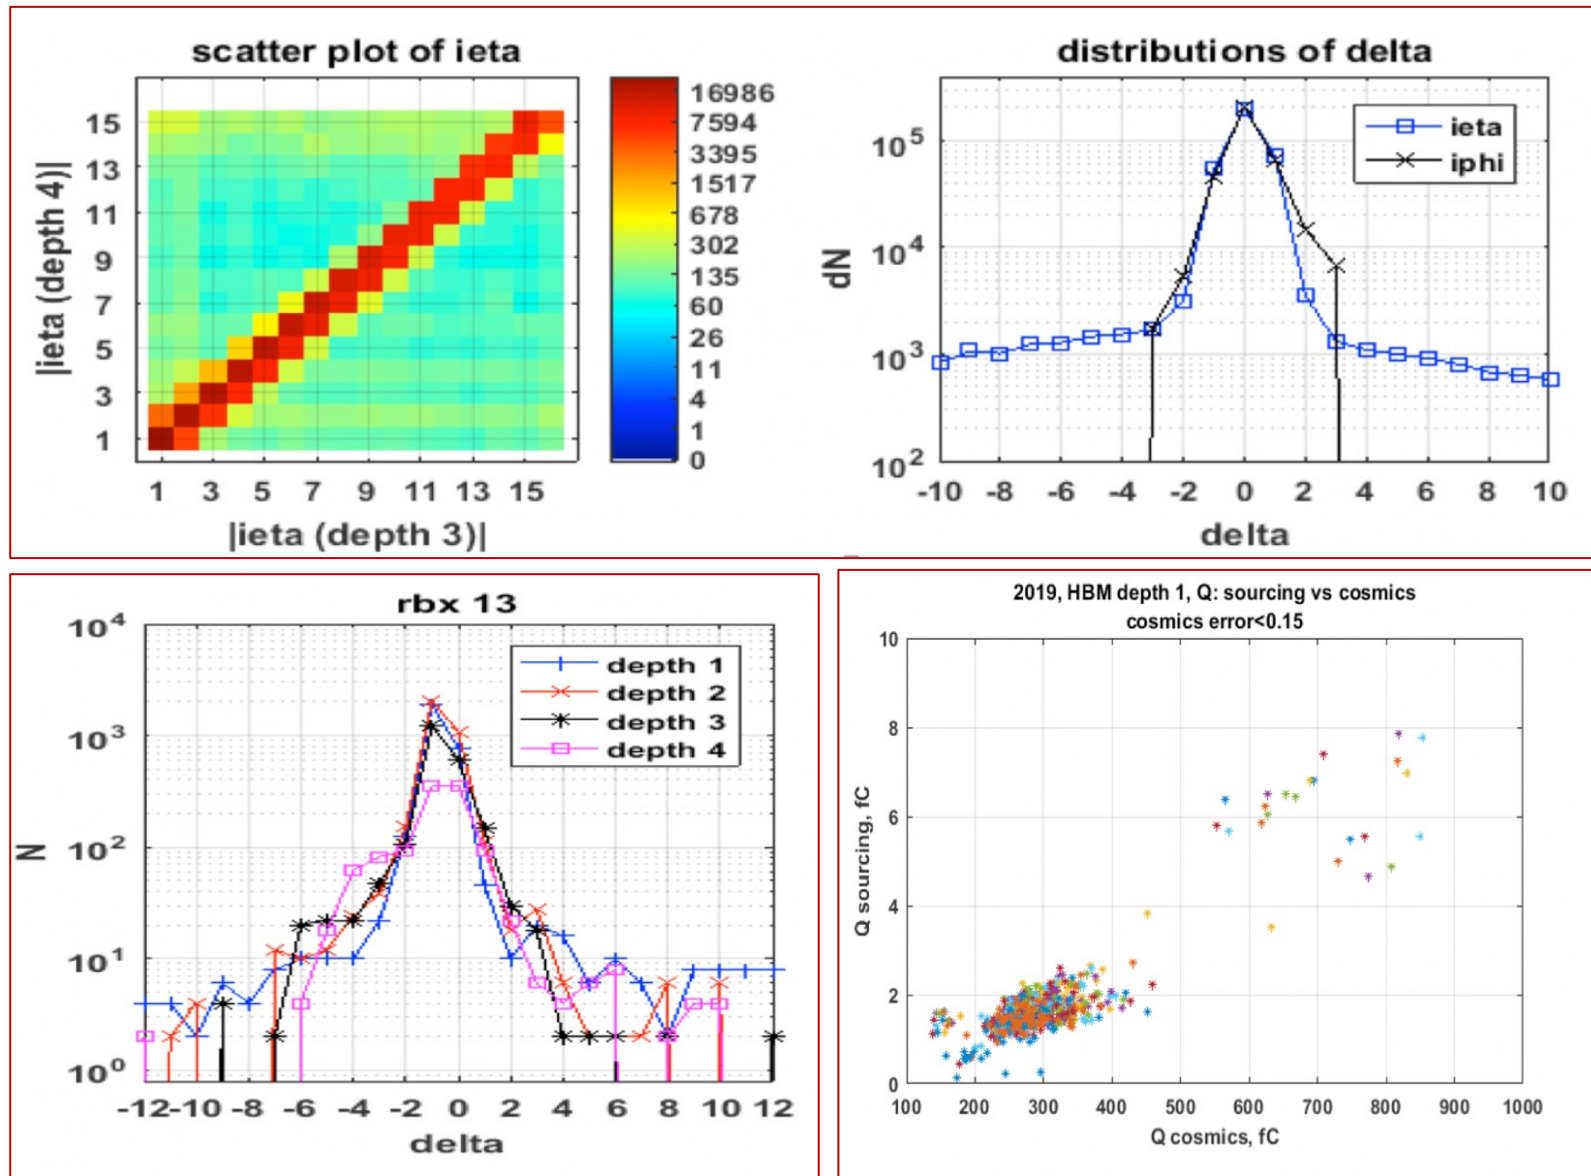 scatter plot of ieta
|ieta (depth 4)|
15
13
11
9
7
5
3
1
1 3 5 7 9 11 13 15
|ieta (depth 3)|
16986
7594
3395
1517
678
302
135
60
26
11
4
1
0
distributions of delta
dN
10^5
10^4
10^3
10^2
ieta
iphi
-10 -8 -6 -4 -2 0 2 4 6 8 10
delta
rbx 13
N
10^4
10^3
10^2
10^1
10^0
depth 1
depth 2
depth 3
depth 4
-12 -10 -8 -6 -4 -2 0 2 4 6 8 10 12
delta
2019, HBM depth 1, Q: sourcing vs cosmics
cosmics error<0.15
Q sourcing, fC
10
8
6
4
2
0
100 200 300 400 500 600 700 800 900 1000
Q cosmics, fC